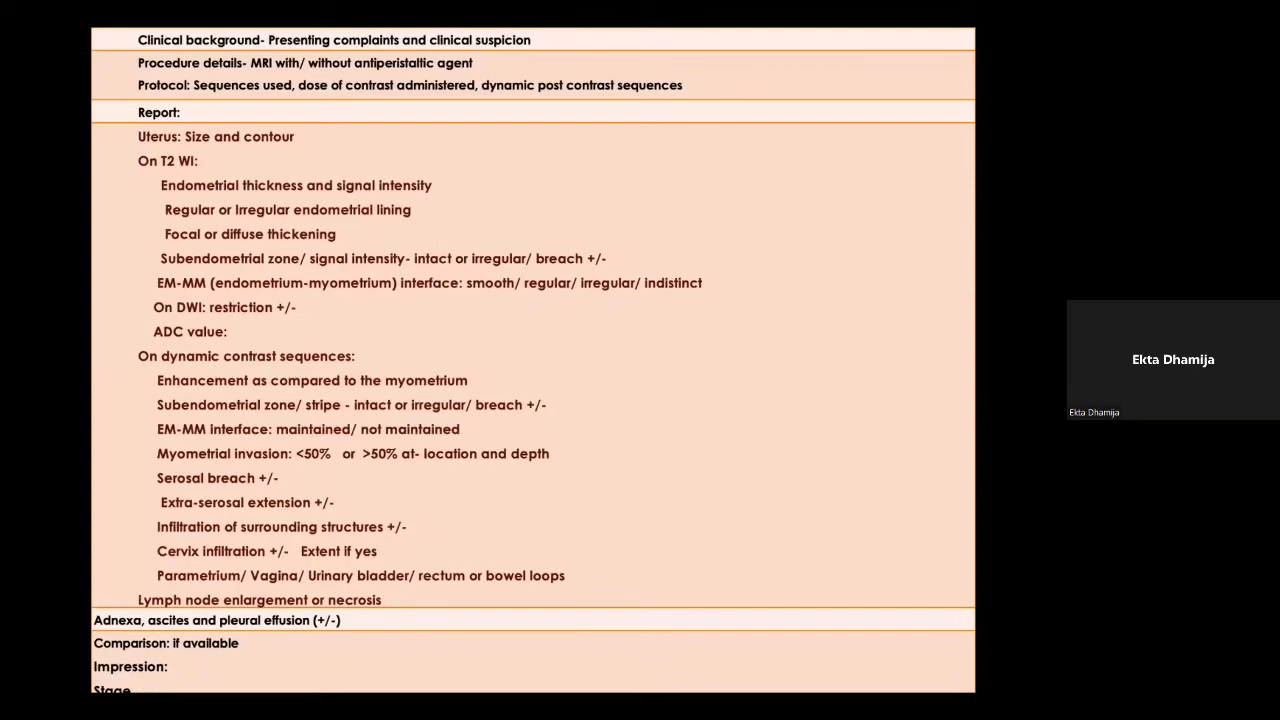 Clinical background- Presenting complaints and clinical suspicion
Procedure details- MRI with/ without antiperistaltic agent
Protocol: Sequences used, dose of contrast administered, dynamic post contrast sequences
Report:
Uterus: Size and contour
On T2 WI:
Endometrial thickness and signal intensity
Regular or Irregular endometrial lining
Focal or diffuse thickening
Subendometrial zone/ signal intensity- intact or irregular/ breach +/-
EM-MM (endometrium-myometrium) interface: smooth/ regular/ irregular/ indistinct
On DWI: restriction +/-
ADC value:
On dynamic contrast sequences:
Enhancement as compared to the myometrium
Subendometrial zone/ stripe - intact or irregular/ breach +/-
EM-MM interface: maintained/ not maintained
Myometrial invasion: <50% or >50% at- location and depth
Serosal breach +/-
Extra-serosal extension +/-
Infiltration of surrounding structures +/-
Cervix infiltration +/- Extent if yes
Parametrium/ Vagina/ Urinary bladder/ rectum or bowel loops
Lymph node enlargement or necrosis
Adnexa, ascites and pleural effusion (+/-)
Comparison: if available
Impression:
Stage
Ekta Dhamija
Ekta Dhamija